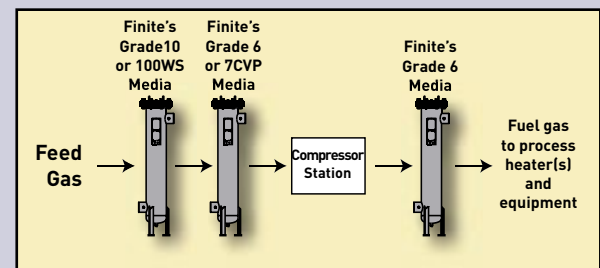 Finite's
Grade10
or 100WS
Media
Finite's
Grade 6
or 7CVP
Media
Finite's
Grade 6
Media
Feed
Gas
Compressor
Station
Fuel gas
to process
heater(s)
and
equipment